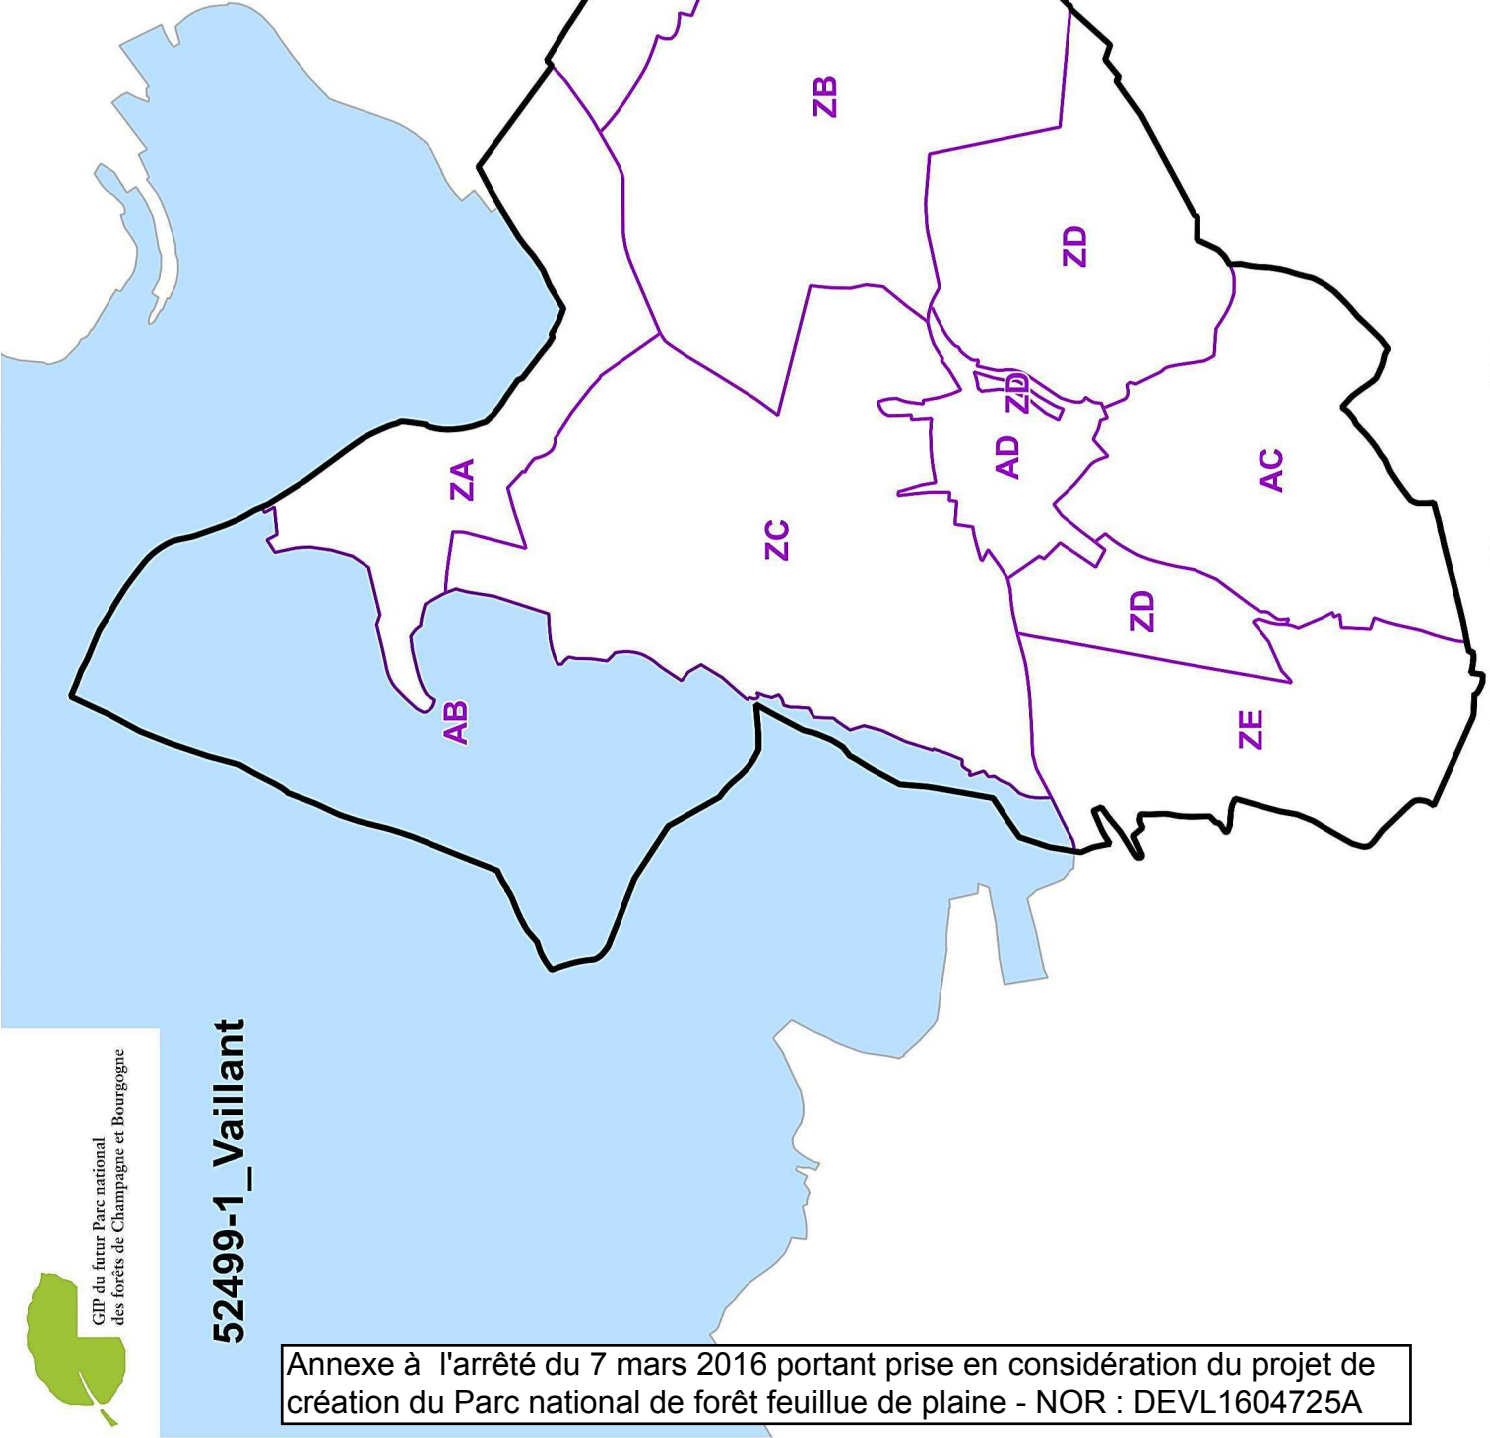 GIP du futur Parc national
des forêts de Champagne et Bourgogne
52499-1_Vaillant
ZB
ZD
ZA
ZD
AD
AC
ZC
ZD
AB
ZE
Annexe à  l'arrêté du 7 mars 2016 portant prise en considération du projet de
création du Parc national de forêt feuillue de plaine - NOR : DEVL1604725A